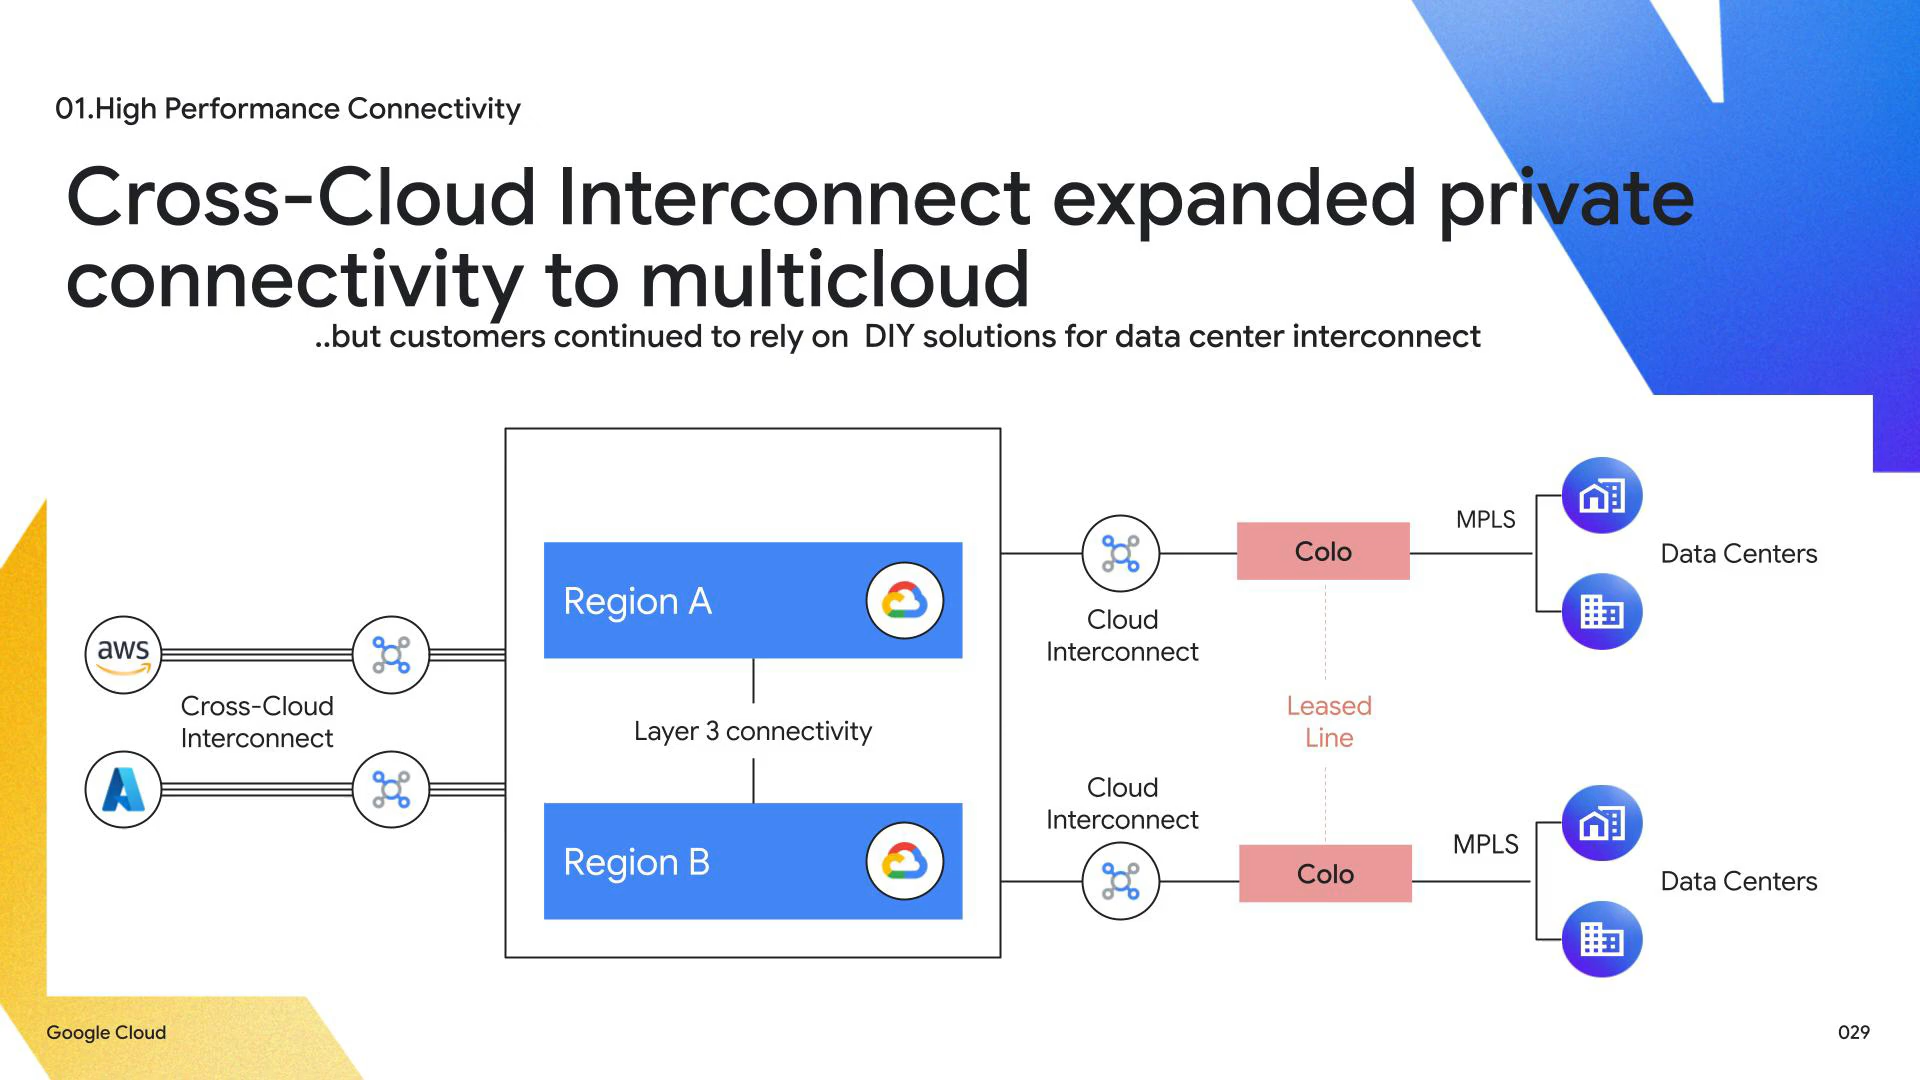 01.High Performance Connectivity
Cross-Cloud Interconnect expanded private
connectivity to multicloud
..but customers continued to rely on  DIY solutions for data center interconnect
aws
Cross-Cloud
Interconnect
Region A
Layer 3 connectivity
Region B
Cloud
Interconnect
Cloud
Interconnect
Colo
Leased
Line
Colo
MPLS
Data Centers
MPLS
Data Centers
Google Cloud
029